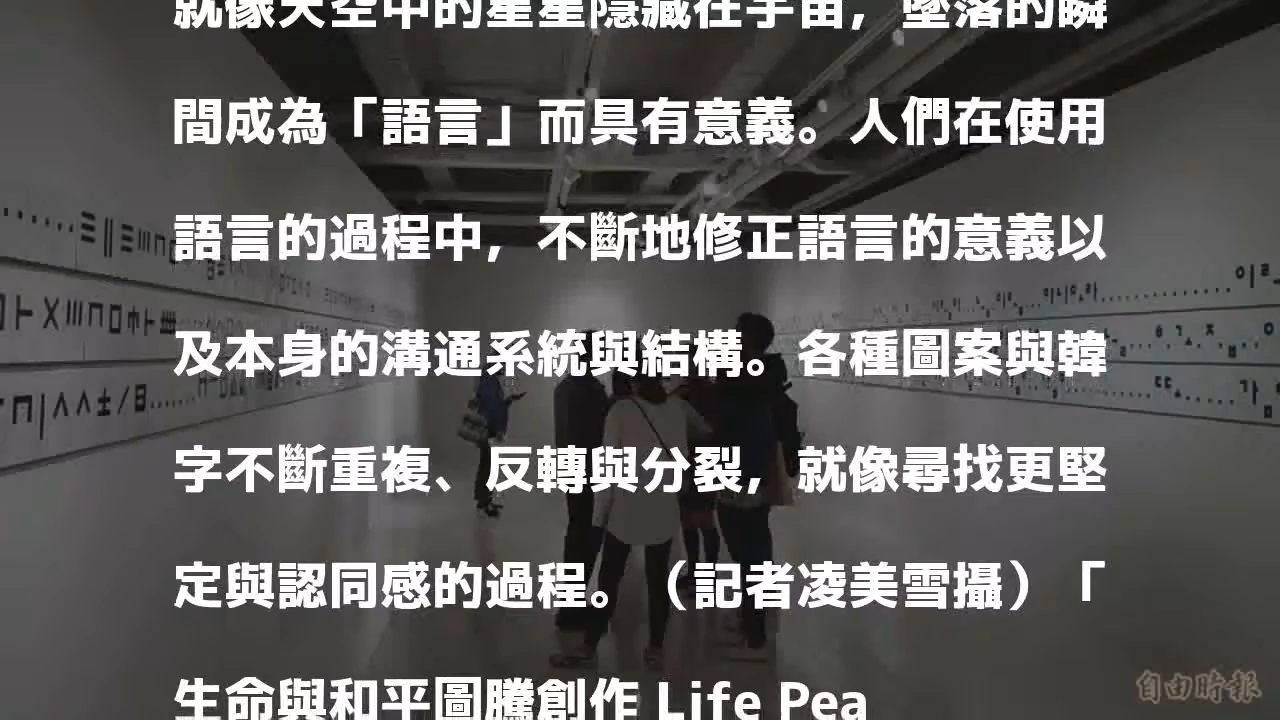 就像天空中的星星隱藏在宇宙，墜落的瞬
間成為「語言」而具有意義。人們在使用
語言的過程中，不斷地修正語言的意義以
及本身的溝通系統與結構。各種圖案與韓
字不斷重複、反轉與分裂，就像尋找更堅
定與認同感的過程。（記者凌美雪攝）「
生命與和平圖騰創作 Life Pea
自由時報